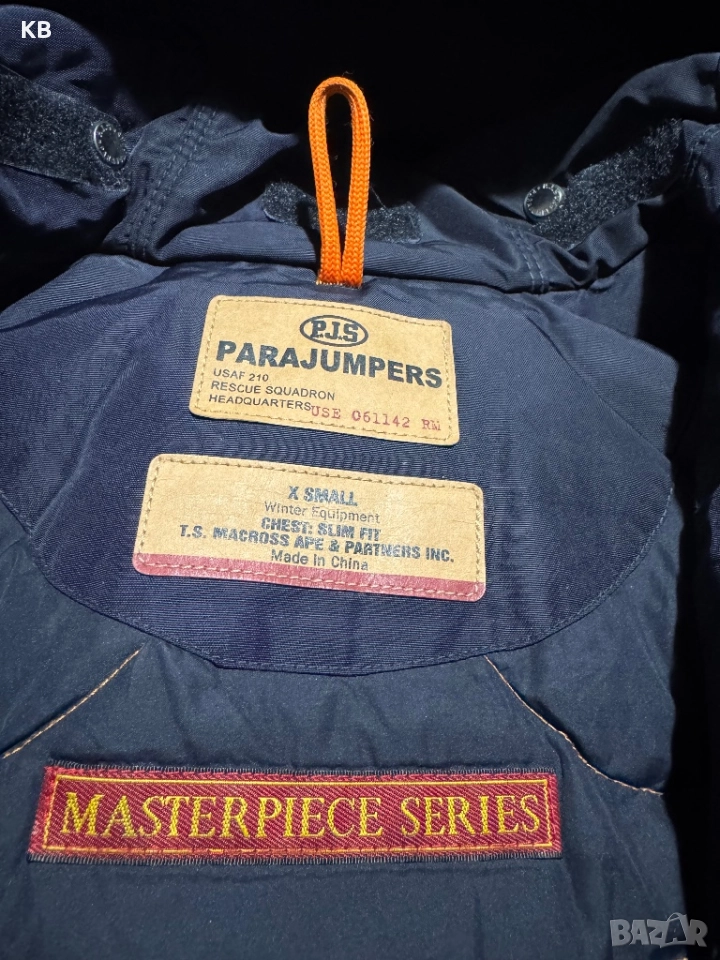 KB
P.J.S
PARAJUMPERS
USAF 210
RESCUE SQUADRON
HEADQUARTERS USE 061142 RM
X SMALL
Winter Equipment
CHEST: SLIM FIT
T.S. MACROSS APE & PARTNERS INC.
Made in China
MASTERPIECE SERIES
BAZAR